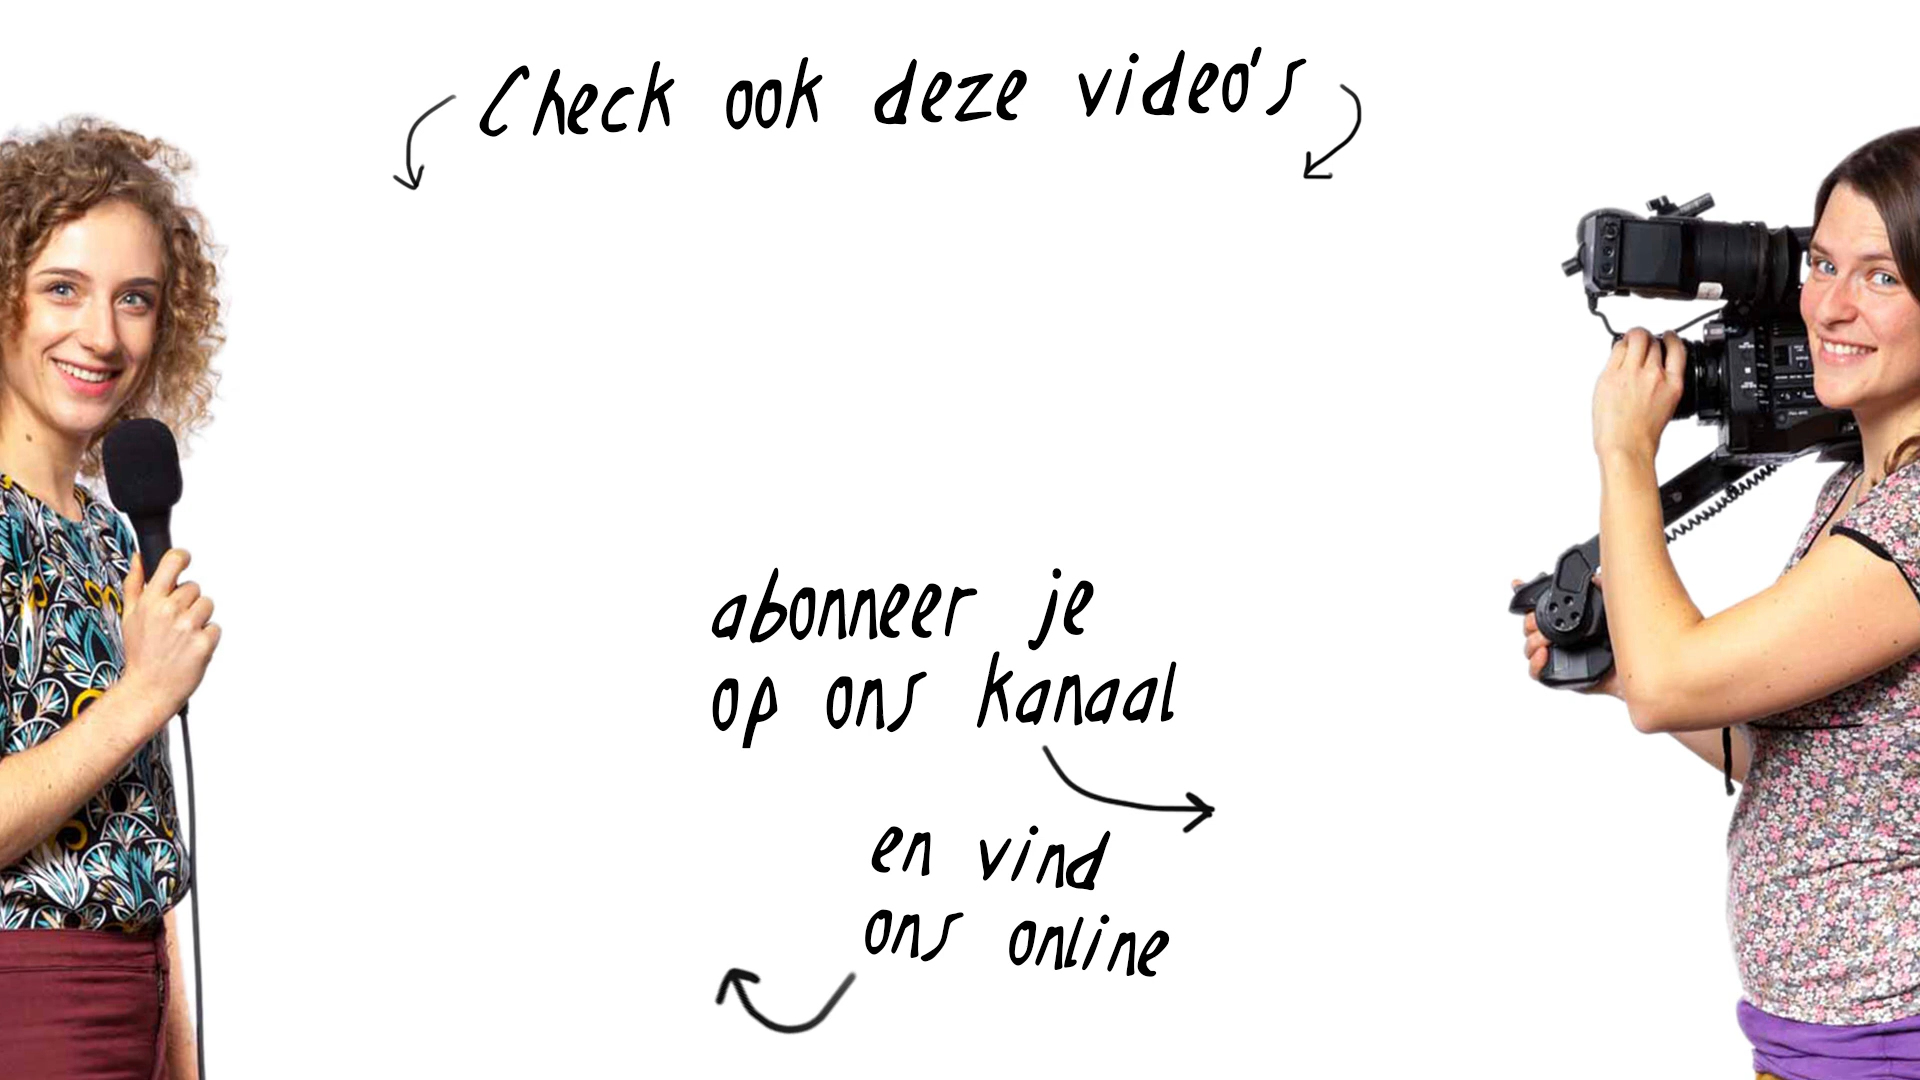 Check ook deze video's
abonneer je
op ons kanaal
en vind
ons online